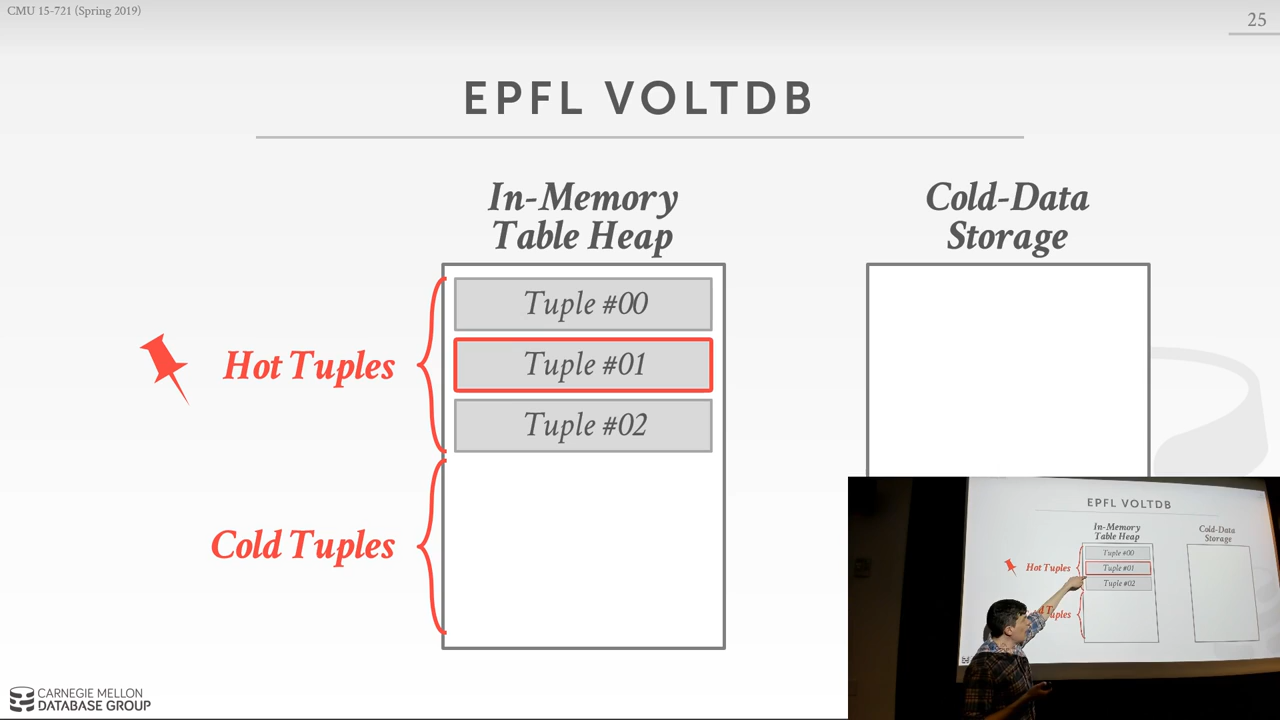 CMU 15-721 (Spring 2019)
25
EPFL VOLTDB
In-Memory
Table Heap
Cold-Data
Storage
Tuple #00
Hot Tuples
Tuple #01
Tuple #02
Cold Tuples
CARNEGIE MELLON
DATABASE GROUP
EPFL VOLTDB
In-Memory
Table Heap
Cold-Data
Storage
Tuple #00
Hot Tuples
Tuple #01
Tuple #02